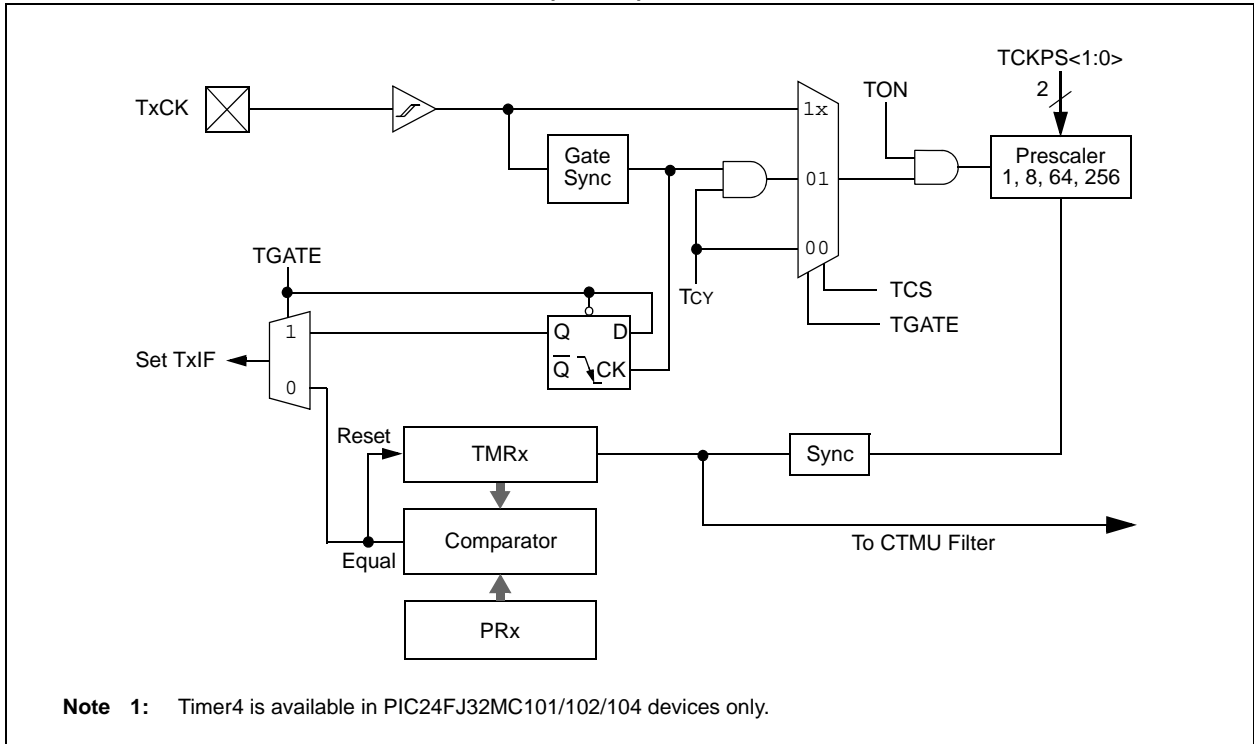 TCKPS<1:0>
2
TON
TxCK
1x
Gate
Sync
01
Prescaler
1, 8, 64, 256
00
TGATE
TCY
TCS
TGATE
1
Q D
Set TxIF
Q CK
0
Reset
TMRx
Sync
Comparator
Equal
To CTMU Filter
PRx
Note 1: Timer4 is available in PIC24FJ32MC101/102/104 devices only.